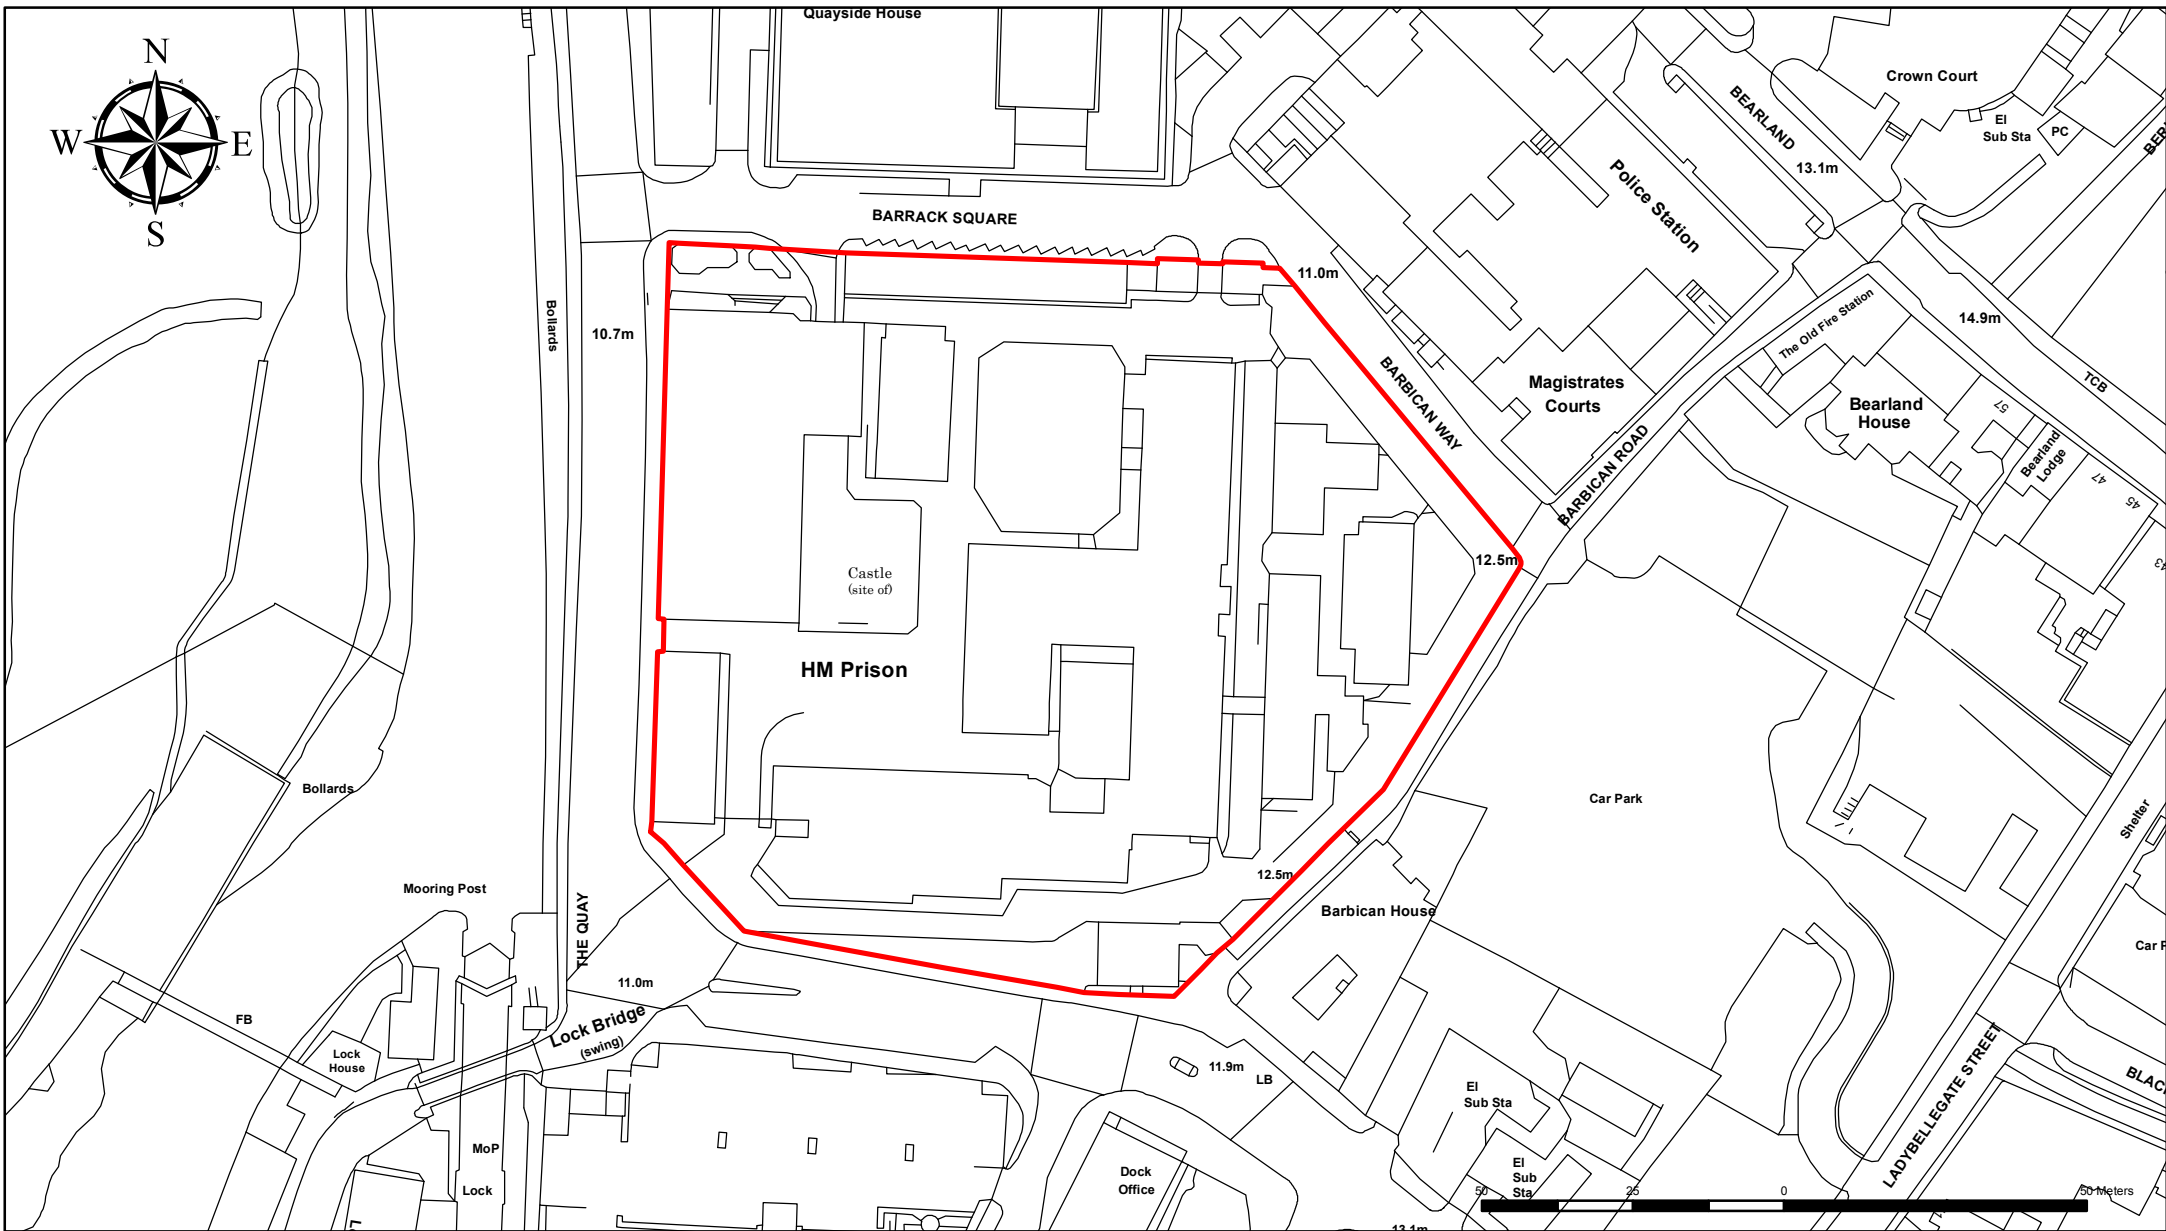 Quayside House
N
W
E
S
Crown Court
BEARLAND
El
Sub Sta
PC
13.1m
Police Station
BARRACK SQUARE
11.0m
Bollards
10.7m
14.9m
The Old Fire Station
TCB
BARBICAN WAY
Magistrates
Courts
Bearland
House
57
Bearland
Lodge
47
45
43
BARBICAN ROAD
12.5m
Castle
(site of)
HM Prison
Bollards
Car Park
Shelter
12.5m
Mooring Post
Barbican House
THE QUAY
11.0m
Lock Bridge
(swing)
FB
Lock
House
11.9m
LB
El
Sub Sta
LADYBELLEGATE STREET
MoP
Lock
Dock
Office
El
Sub
Sta
50
25
0
50 Meters
13.1m